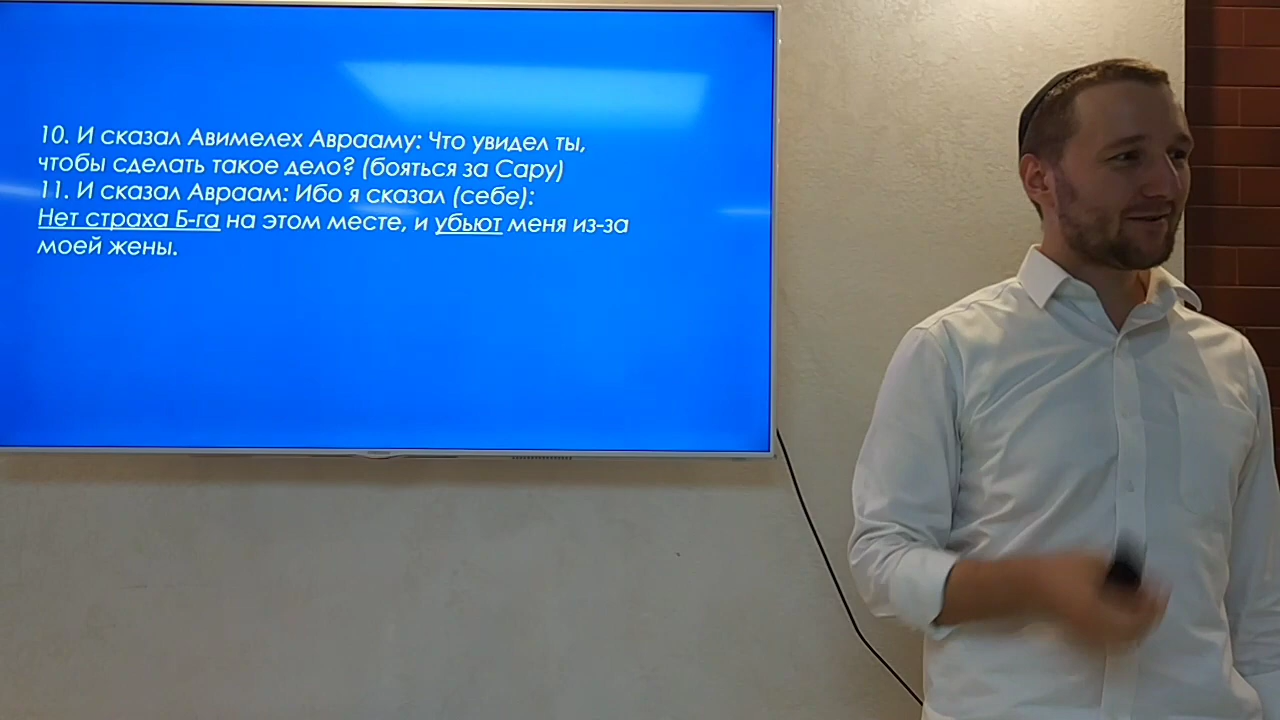 10. И сказал Авимелех Аврааму: Что увидел ты,
чтобы сделать такое дело? (бояться за Сару)
11. И сказал Авраам: Ибо я сказал (себе):
Нет страха Б-га на этом месте, и убьют меня из-за
моей жены.